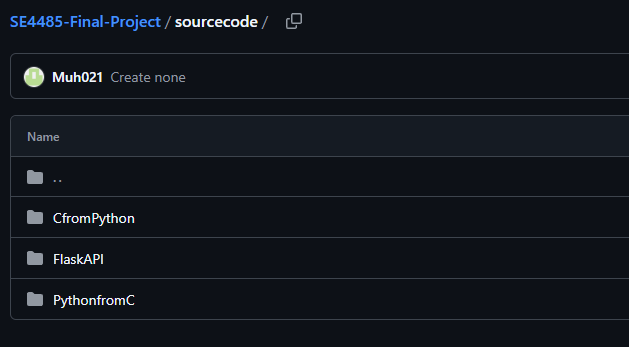 SE4485-Final-Project / sourcecode /
Muh021 Create none
Name
..
CfromPython
FlaskAPI
PythonfromC